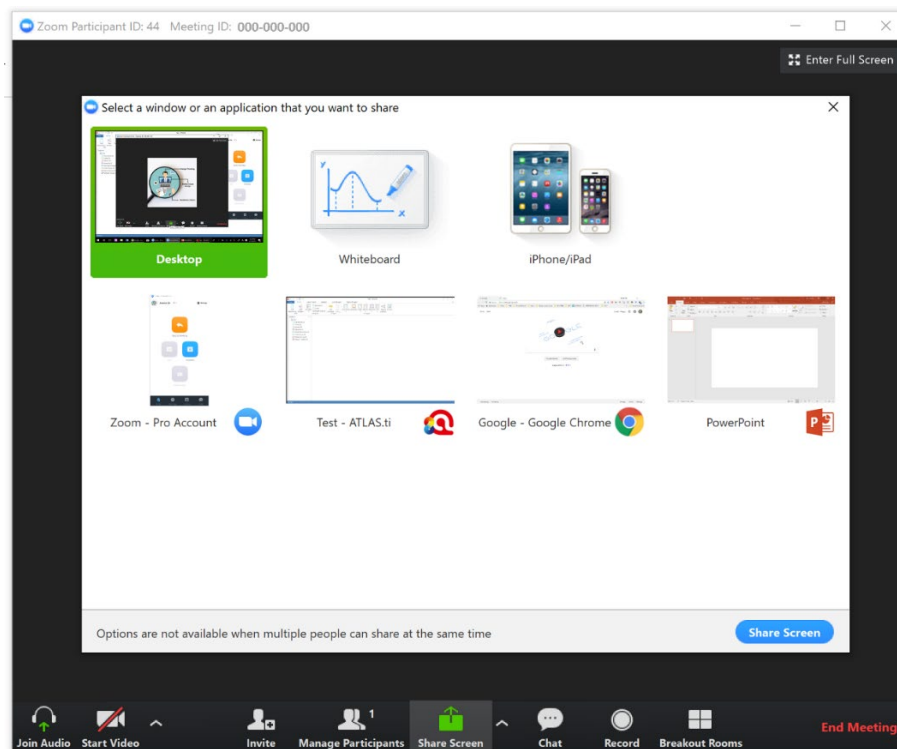 Zoom Participant ID: 44 Meeting ID: 000-000-000
Enter Full Screen
Select a window or an application that you want to share
Desktop
Whiteboard
iPhone/iPad
y
x
Zoom - Pro Account
Test - ATLAS.ti
Google - Google Chrome
PowerPoint
P
Options are not available when multiple people can share at the same time
Share Screen
1
Join Audio
Start Video
Invite
Manage Participants
Share Screen
Chat
Record
Breakout Rooms
End Meeting